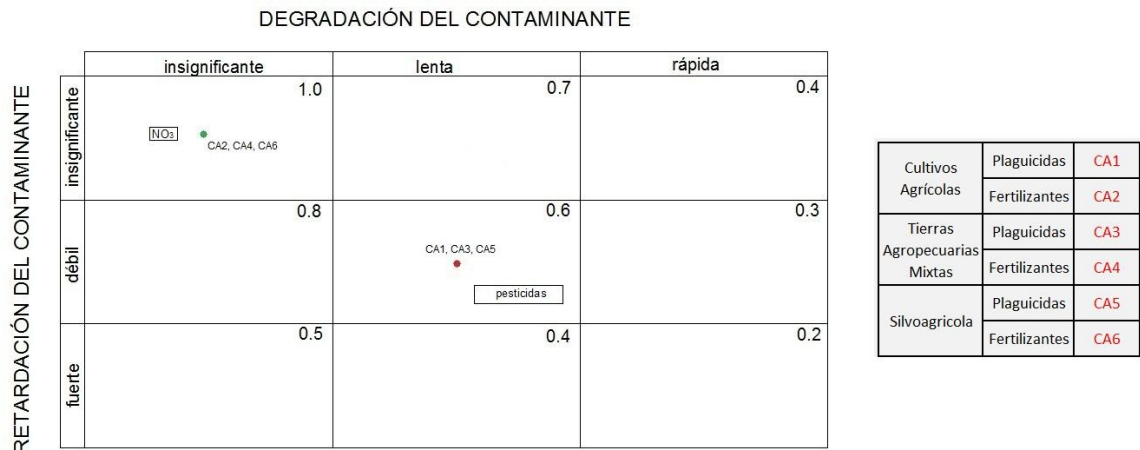 DEGRADACIÓN DEL CONTAMINANTE
insignificante lenta rápida
RETARDACIÓN DEL CONTAMINANTE
insignificante
1.0 0.7 0.4
NO3
CA2, CA4, CA6
débil
0.8 0.6 0.3
CA1, CA3, CA5
pesticidas
fuerte
0.5 0.4 0.2
Cultivos
Agrícolas
Plaguicidas CA1
Fertilizantes CA2
Tierras
Agropecuarias
Mixtas
Plaguicidas CA3
Fertilizantes CA4
Silvoagricola
Plaguicidas CA5
Fertilizantes CA6